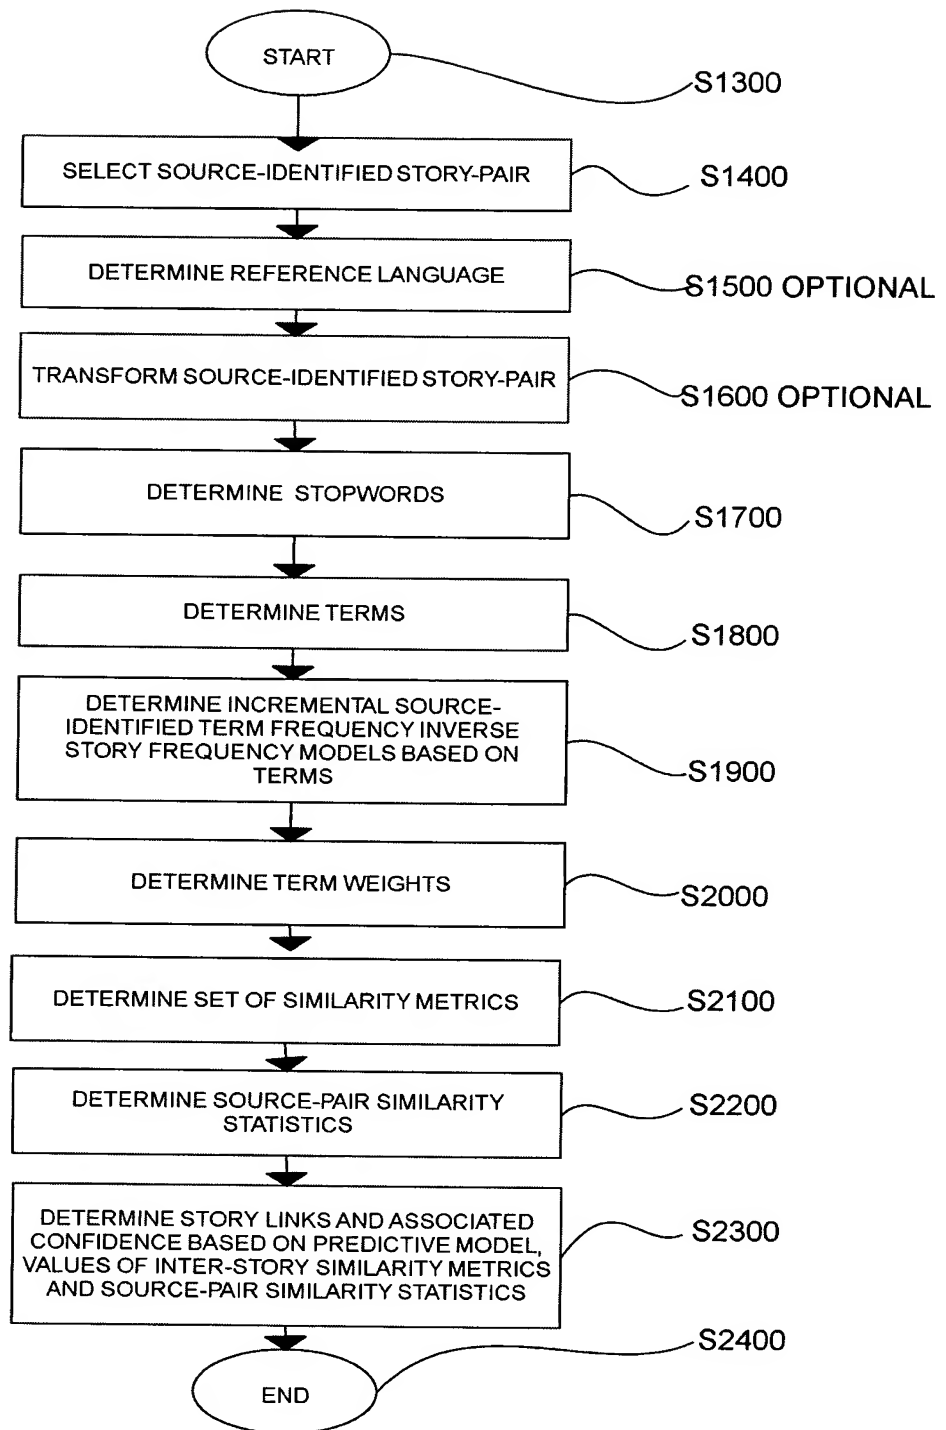 START
S1300
SELECT SOURCE-IDENTIFIED STORY-PAIR
S1400
DETERMINE REFERENCE LANGUAGE
S1500 OPTIONAL
TRANSFORM SOURCE-IDENTIFIED STORY-PAIR
S1600 OPTIONAL
DETERMINE STOPWORDS
S1700
DETERMINE TERMS
S1800
DETERMINE INCREMENTAL SOURCE-
IDENTIFIED TERM FREQUENCY INVERSE
STORY FREQUENCY MODELS BASED ON
TERMS
S1900
DETERMINE TERM WEIGHTS
S2000
DETERMINE SET OF SIMILARITY METRICS
S2100
DETERMINE SOURCE-PAIR SIMILARITY
STATISTICS
S2200
DETERMINE STORY LINKS AND ASSOCIATED
CONFIDENCE BASED ON PREDICTIVE MODEL,
VALUES OF INTER-STORY SIMILARITY METRICS
AND SOURCE-PAIR SIMILARITY STATISTICS
S2300
END
S2400